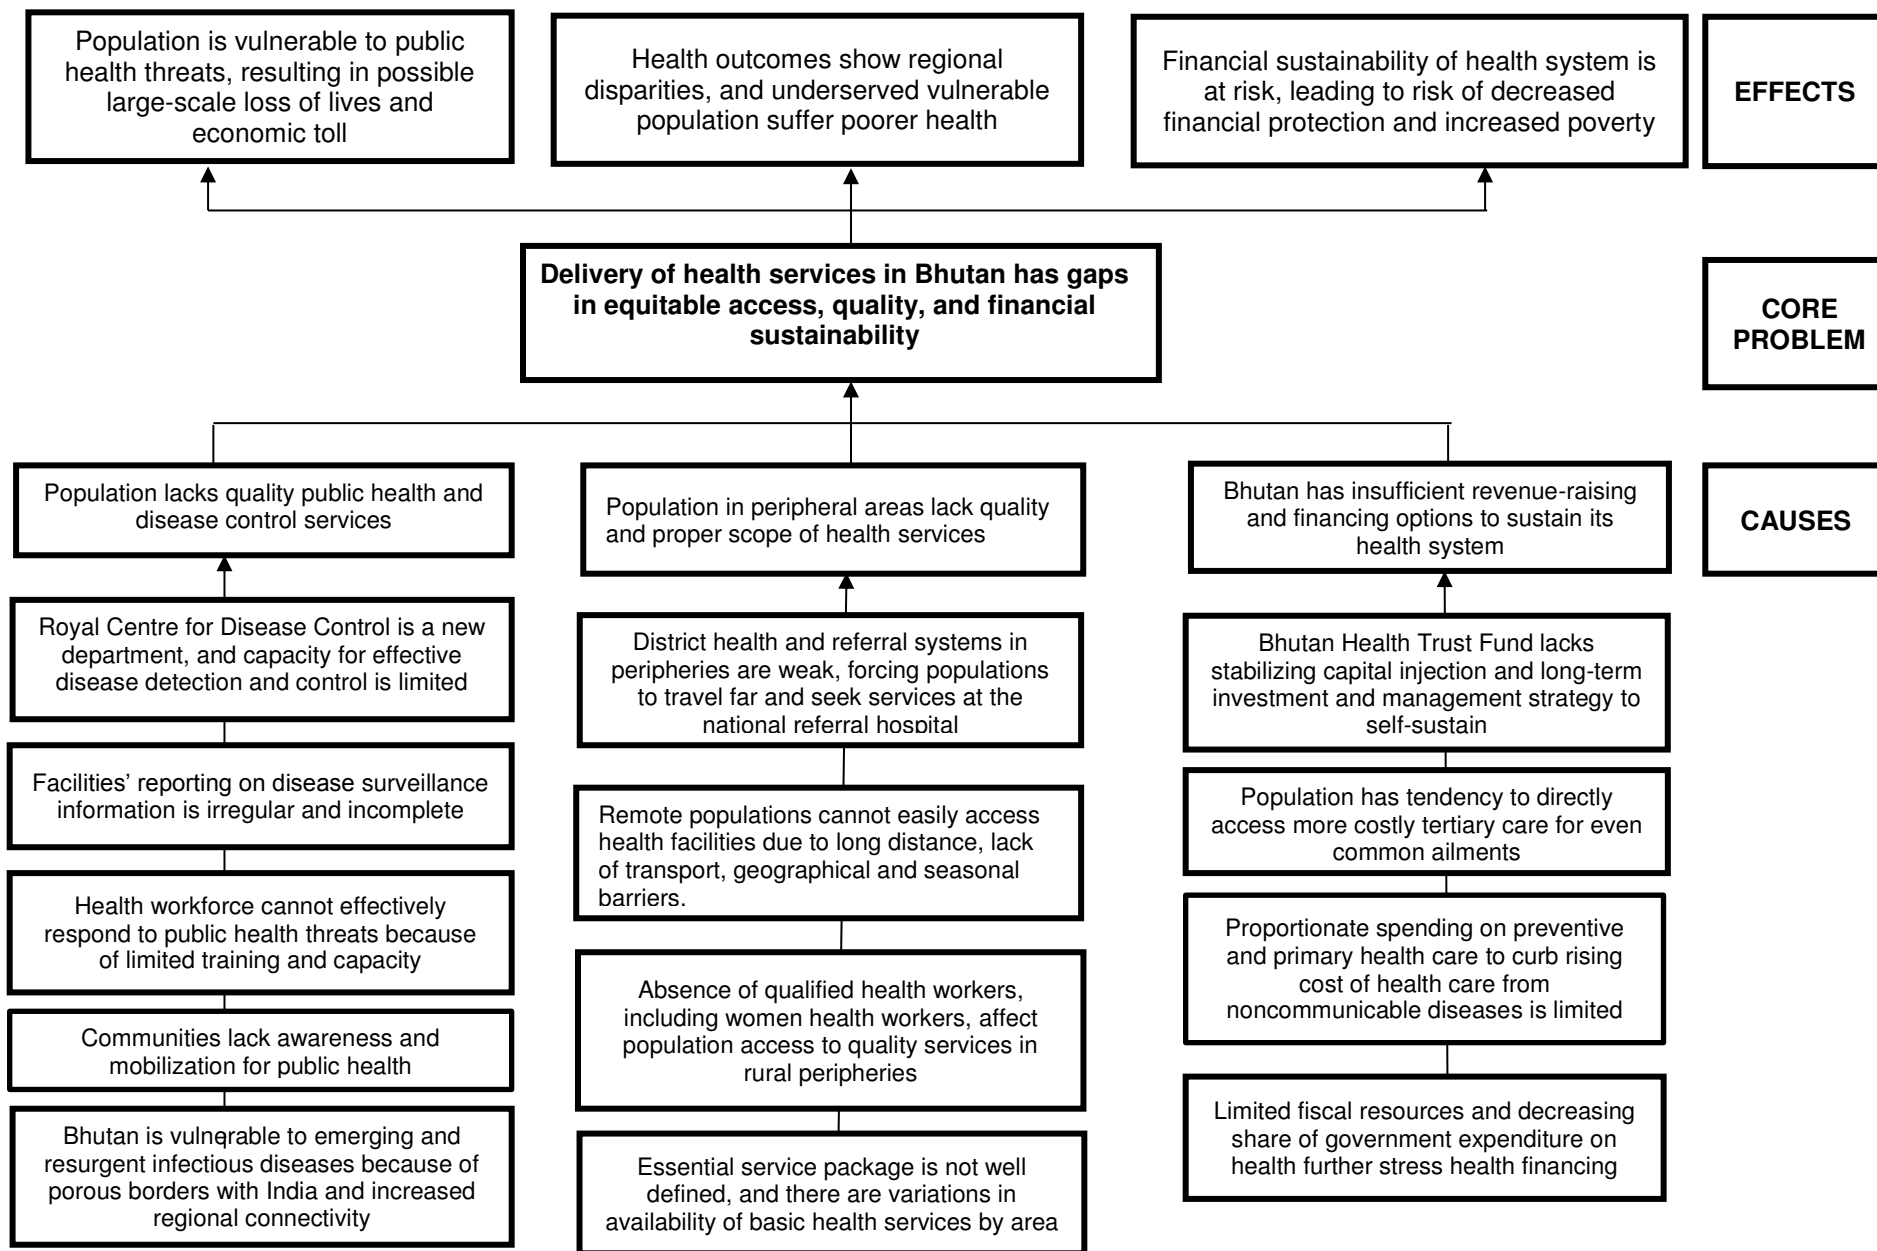 Population is vulnerable to public
health threats, resulting in possible
large-scale loss of lives and
economic toll
Health outcomes show regional
disparities, and underserved vulnerable
population suffer poorer health
Financial sustainability of health system is
at risk, leading to risk of decreased
financial protection and increased poverty
EFFECTS
Delivery of health services in Bhutan has gaps
in equitable access, quality, and financial
sustainability
CORE
PROBLEM
Population lacks quality public health and
disease control services
Population in peripheral areas lack quality
and proper scope of health services
Bhutan has insufficient revenue-raising
and financing options to sustain its
health system
CAUSES
Royal Centre for Disease Control is a new
department, and capacity for effective
disease detection and control is limited
Facilities’ reporting on disease surveillance
information is irregular and incomplete
Health workforce cannot effectively
respond to public health threats because
of limited training and capacity
Communities lack awareness and
mobilization for public health
Bhutan is vulnerable to emerging and
resurgent infectious diseases because of
porous borders with India and increased
regional connectivity
District health and referral systems in
peripheries are weak, forcing populations
to travel far and seek services at the
national referral hospital
Remote populations cannot easily access
health facilities due to long distance, lack
of transport, geographical and seasonal
barriers.
Absence of qualified health workers,
including women health workers, affect
population access to quality services in
rural peripheries
Essential service package is not well
defined, and there are variations in
availability of basic health services by area
Bhutan Health Trust Fund lacks
stabilizing capital injection and long-term
investment and management strategy to
self-sustain
Population has tendency to directly
access more costly tertiary care for even
common ailments
Proportionate spending on preventive
and primary health care to curb rising
cost of health care from
noncommunicable diseases is limited
Limited fiscal resources and decreasing
share of government expenditure on
health further stress health financing